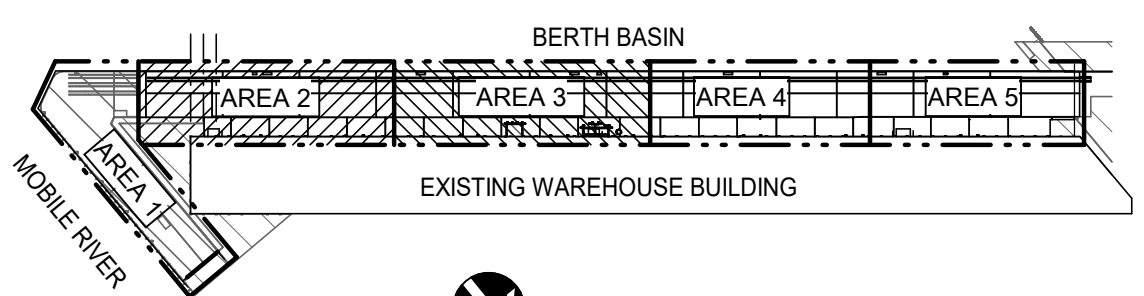 BERTH BASIN
AREA 2
AREA 3
AREA 4
AREA 5
AREA 1
MOBILE RIVER
EXISTING WAREHOUSE BUILDING